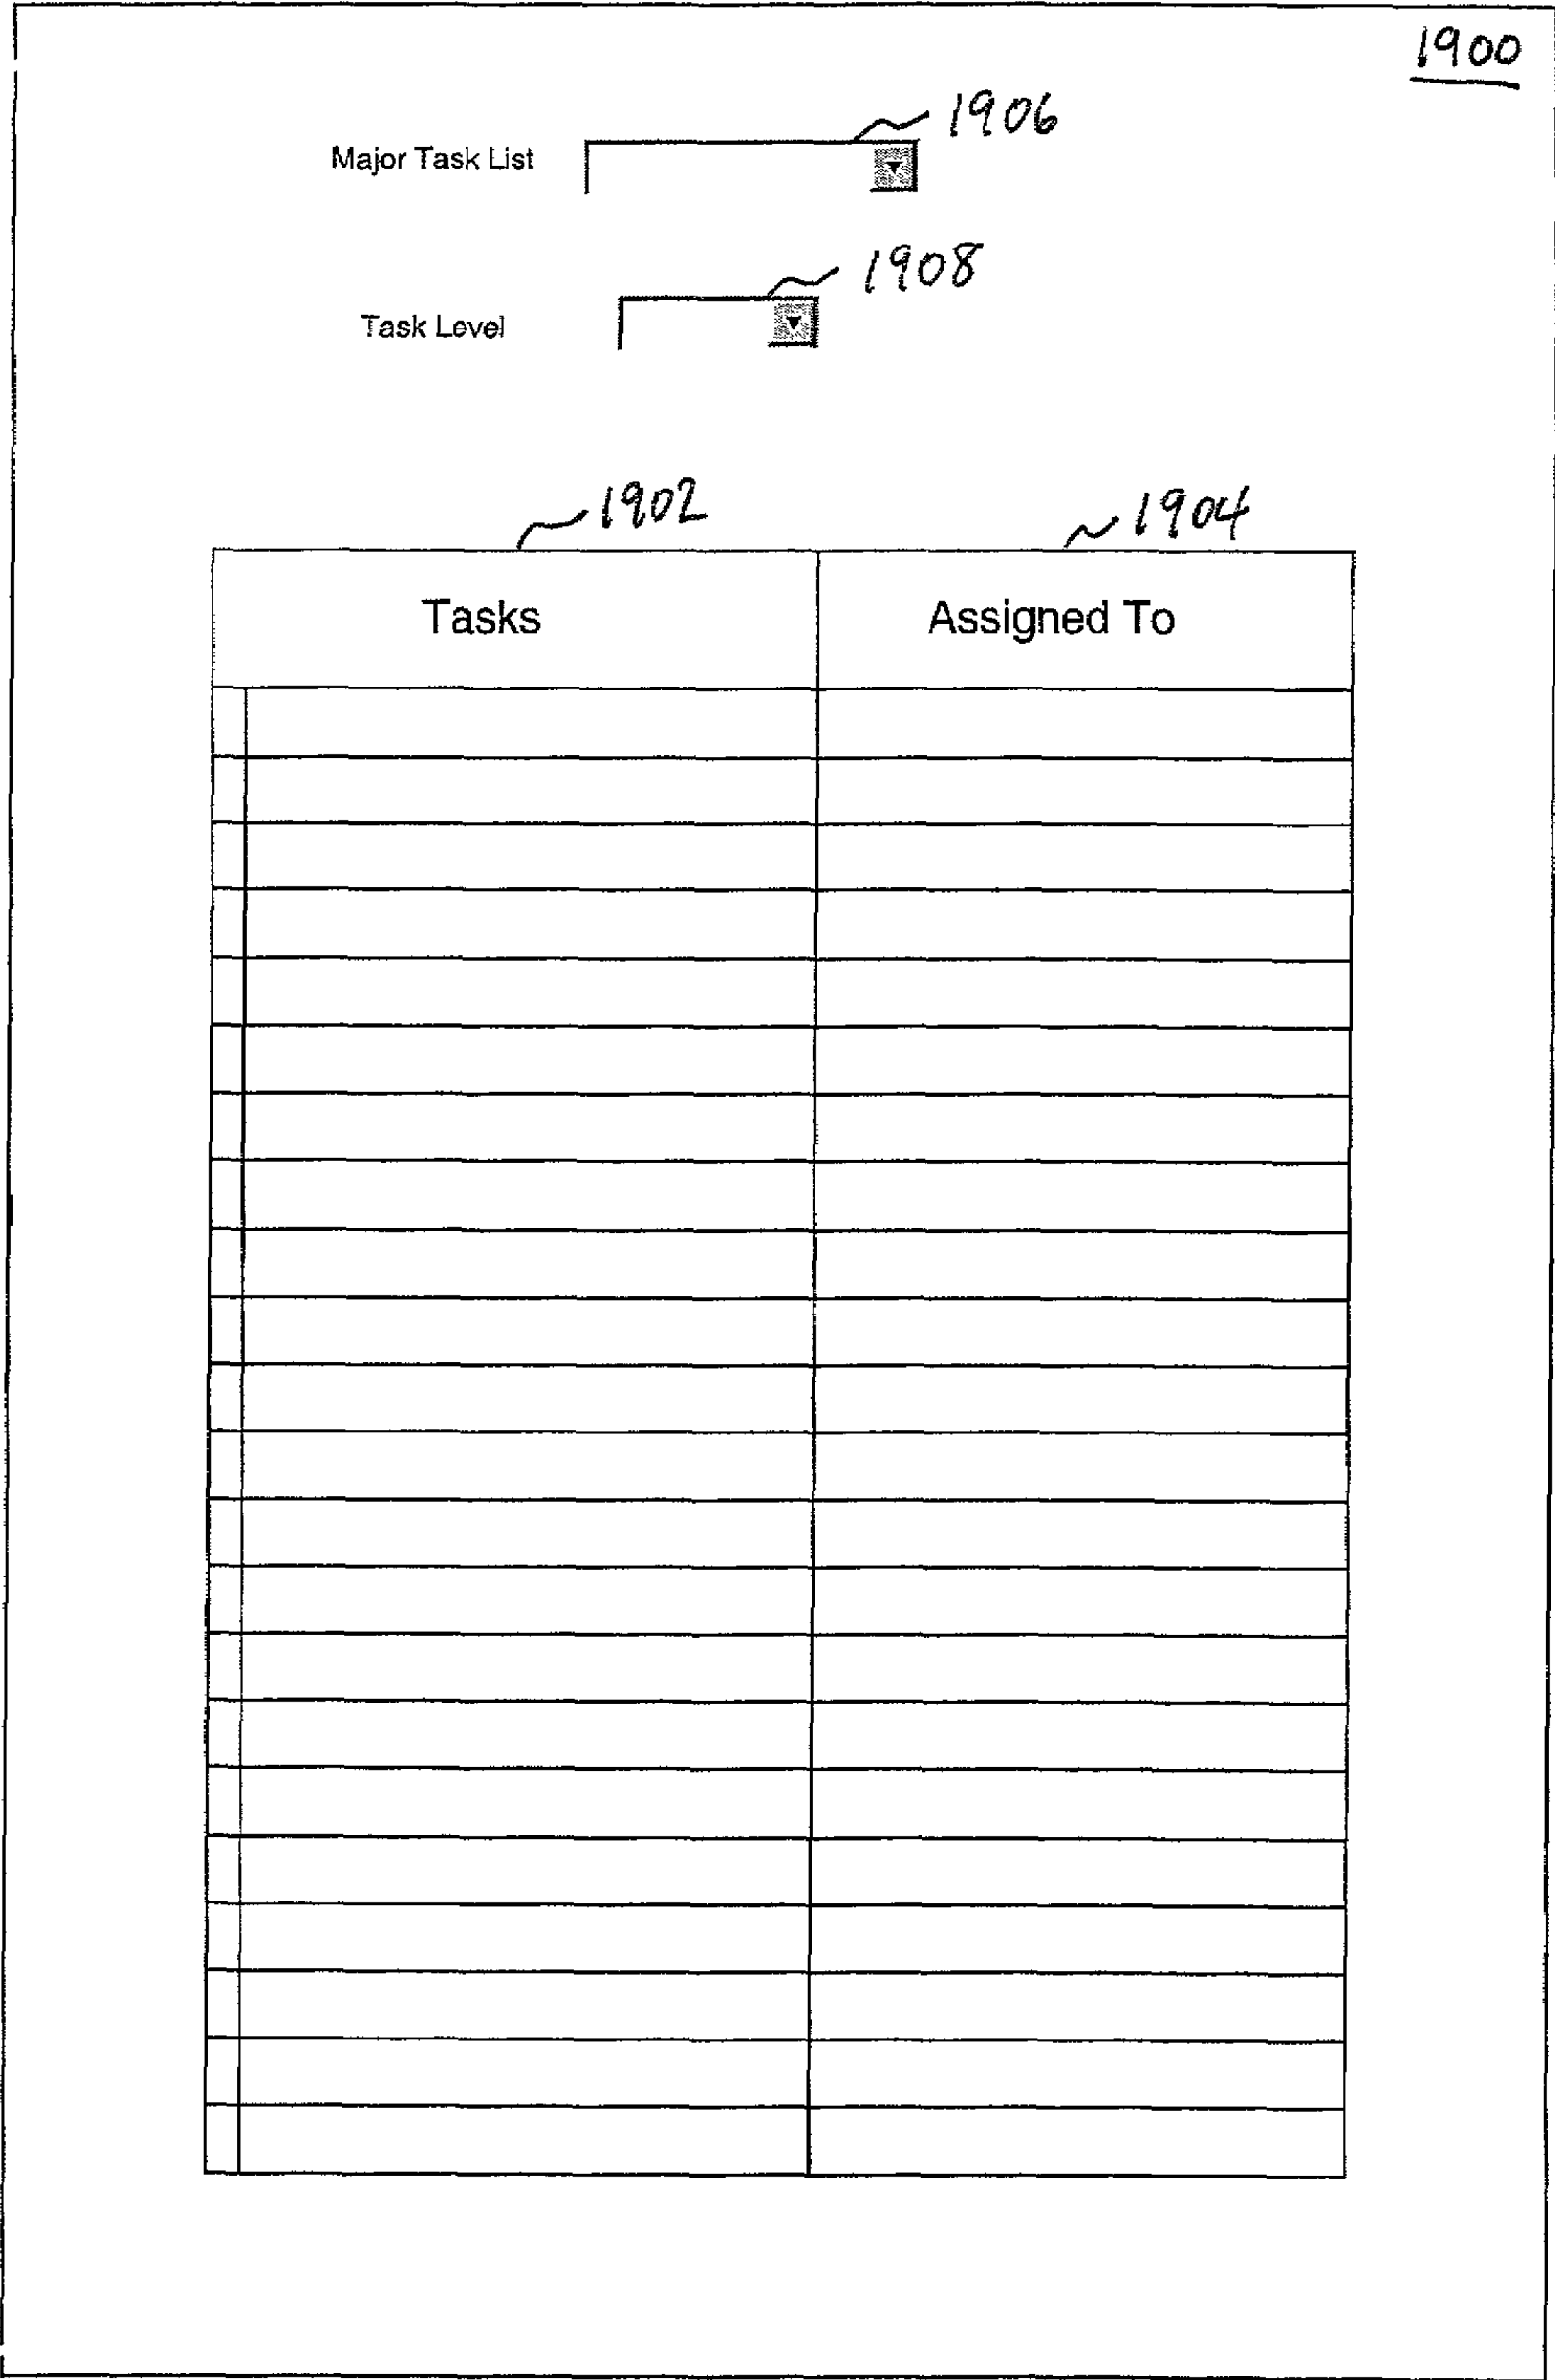 1900
Major Task List 1906
Task Level 1908
1902 1904
Tasks Assigned To